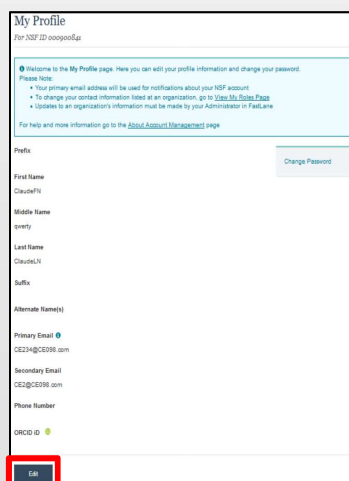 My Profile
For NSF ID 000900841
Welcome to the My Profile page. Here you can edit your profile information and change your password.
Please Note:
• Your primary email address will be used for notifications about your NSF account
• To change your contact information listed at an organization, go to View My Roles Page
• Updates to an organization's information must be made by your Administrator in FastLane
For help and more information go to the About Account Management page
Prefix
Change Password
First Name
ClaudeFN
Middle Name
qwerty
Last Name
ClaudeLN
Suffix
Alternate Name(s)
Primary Email
CE234@CE098.com
Secondary Email
CE2@CE098.com
Phone Number
ORCID iD
Edit